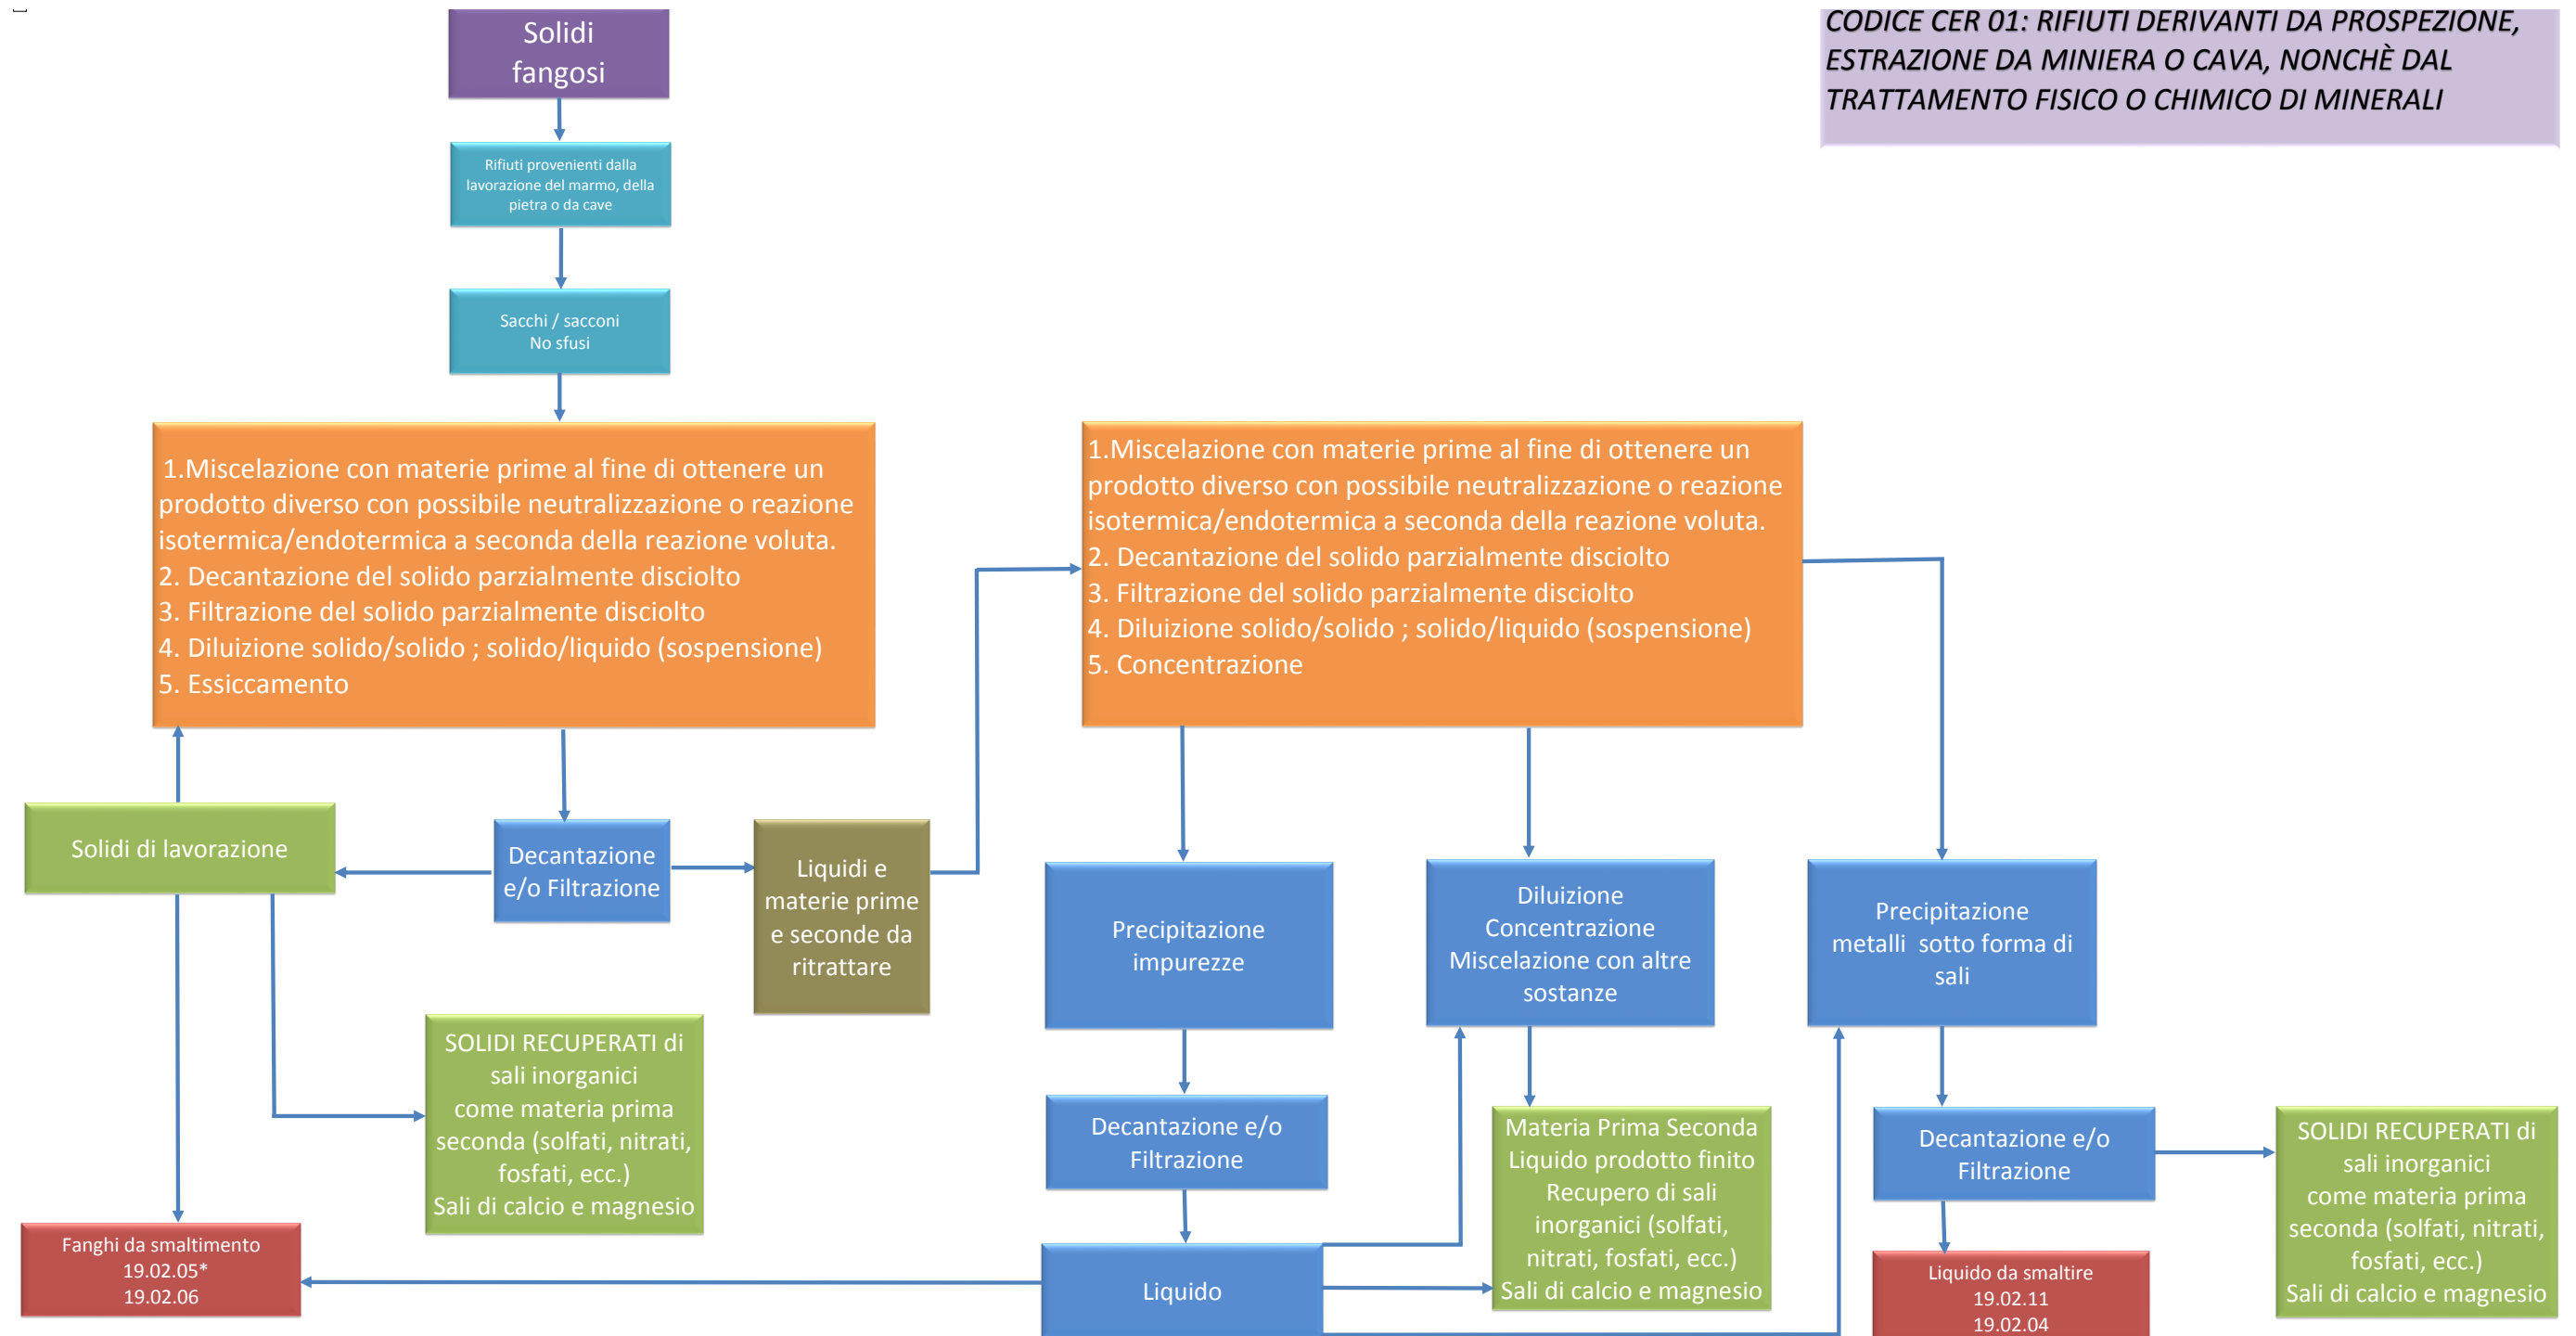 Solidi
fangosi
CODICE CER 01: RIFIUTI DERIVANTI DA PROSPEZIONE,
ESTRAZIONE DA MINIERA O CAVA, NONCHÈ DAL
TRATTAMENTO FISICO O CHIMICO DI MINERALI
Rifiuti provenienti dalla
lavorazione del marmo, della
pietra o da cave
Sacchi / sacconi
No sfusi
1.Miscelazione con materie prime al fine di ottenere un
prodotto diverso con possibile neutralizzazione o reazione
isotermica/endotermica a seconda della reazione voluta.
2. Decantazione del solido parzialmente disciolto
3. Filtrazione del solido parzialmente disciolto
4. Diluizione solido/solido ; solido/liquido (sospensione)
5. Essiccamento
1.Miscelazione con materie prime al fine di ottenere un
prodotto diverso con possibile neutralizzazione o reazione
isotermica/endotermica a seconda della reazione voluta.
2. Decantazione del solido parzialmente disciolto
3. Filtrazione del solido parzialmente disciolto
4. Diluizione solido/solido ; solido/liquido (sospensione)
5. Concentrazione
Solidi di lavorazione
Decantazione
e/o Filtrazione
Liquidi e
materie prime
e seconde da
ritrattare
Precipitazione
impurezze
Diluizione
Concentrazione
Miscelazione con altre
sostanze
Precipitazione
metalli sotto forma di
sali
SOLIDI RECUPERATI di
sali inorganici
come materia prima
seconda (solfati, nitrati,
fosfati, ecc.)
Sali di calcio e magnesio
Decantazione e/o
Filtrazione
Materia Prima Seconda
Liquido prodotto finito
Recupero di sali
inorganici (solfati,
nitrati, fosfati, ecc.)
Sali di calcio e magnesio
Decantazione e/o
Filtrazione
SOLIDI RECUPERATI di
sali inorganici
come materia prima
seconda (solfati, nitrati,
fosfati, ecc.)
Sali di calcio e magnesio
Fanghi da smaltimento
19.02.05*
19.02.06
Liquido
Liquido da smaltire
19.02.11
19.02.04